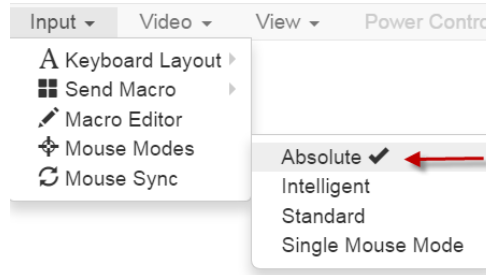 Input Video View Power Contro
A Keyboard Layout
Send Macro
Macro Editor
Mouse Modes
Mouse Sync
Absolute ✔
Intelligent
Standard
Single Mouse Mode